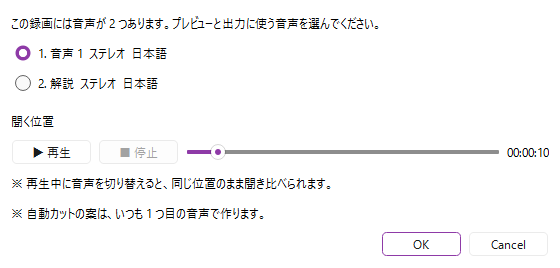 この録画には音声が2つあります。プレビューと出力に使う音声を選んでください。
1. 音声1 ステレオ 日本語
2. 解説 ステレオ 日本語
聞く位置
▶ 再生 ■ 停止 00:00:10
※ 再生中に音声を切り替えると、同じ位置のまま聞き比べられます。
※ 自動カットの案は、いつも1つ目の音声で作ります。
OK Cancel